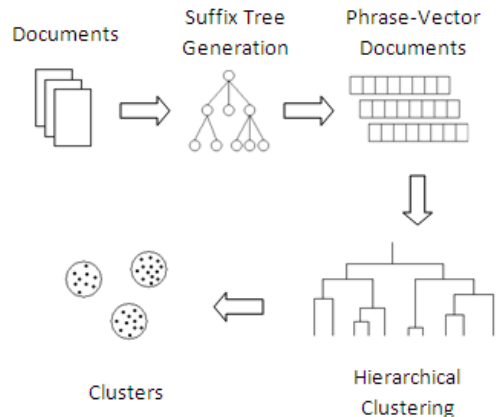 Documents
Suffix Tree
Generation
Phrase-Vector
Documents
Clusters
Hierarchical
Clustering